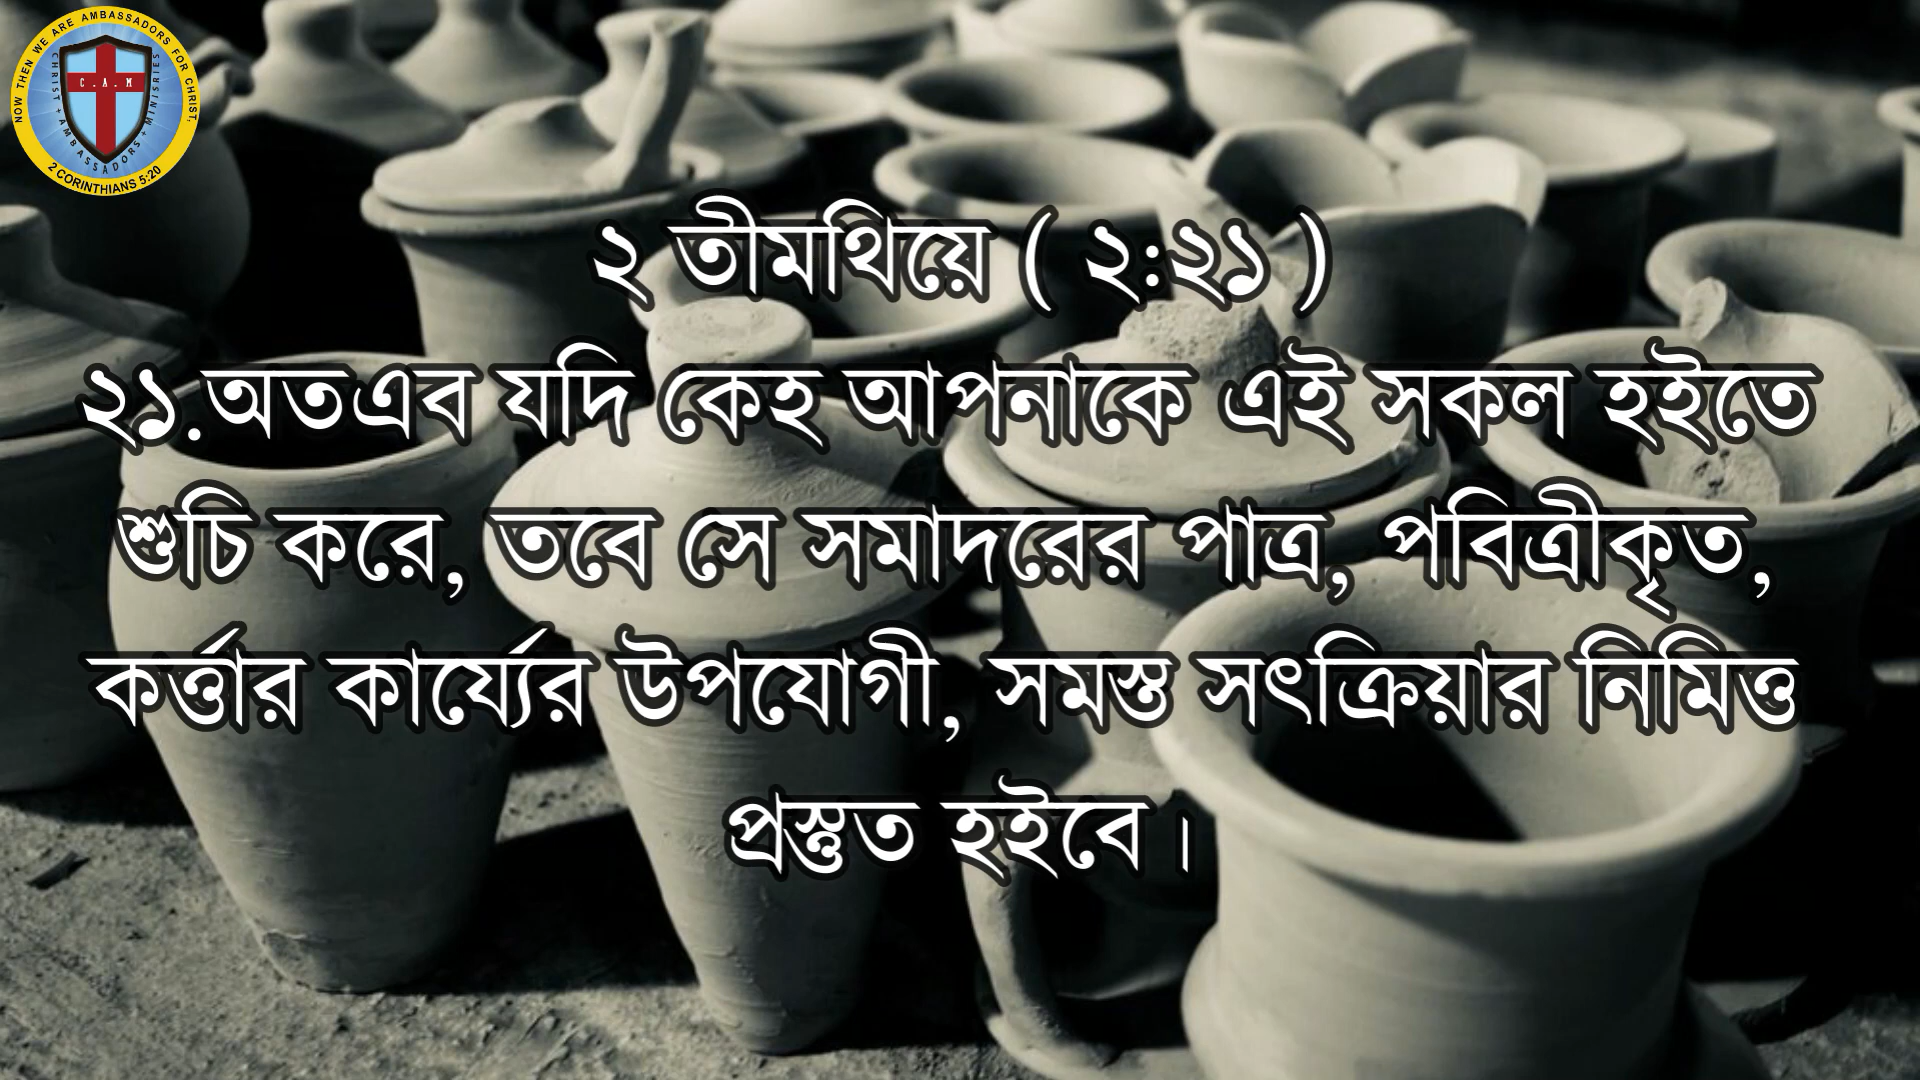 NOW THEN WE ARE AMBASSADORS FOR CHRIST,
CHRIST + AMBASSADORS + MINISTRIES
C . A . M
2 CORINTHIANS 5:20
২ তীমথিয়ে ( ২:২১ )
২১.অতএব যদি কেহ আপনাকে এই সকল হইতে
শুচি করে, তবে সে সমাদরের পাত্র, পবিত্রীকৃত,
কর্ত্তার কার্য্যের উপযোগী, সমস্ত সৎক্রিয়ার নিমিত্ত
প্রস্তুত হইবে।